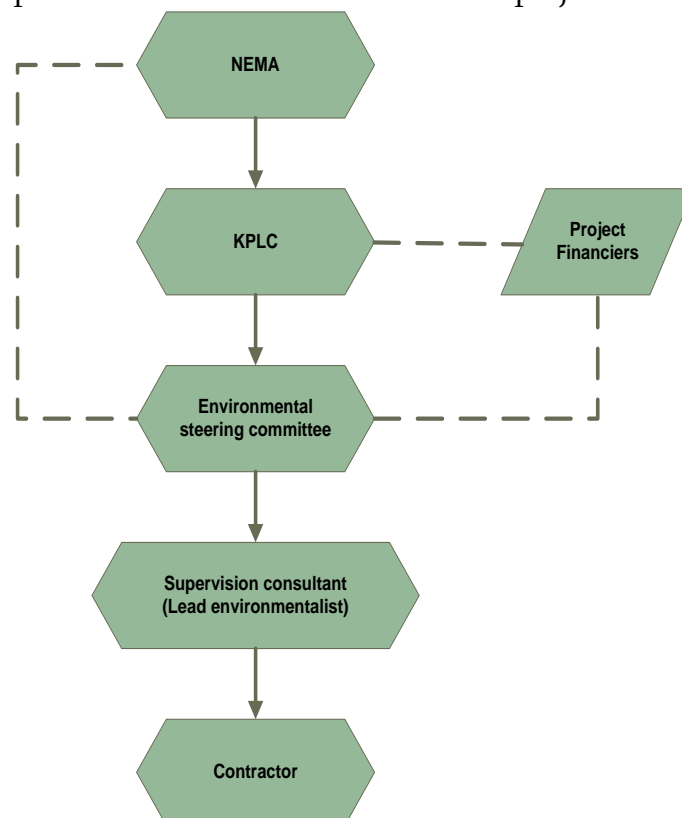 NEMA
KPLC
Project
Financiers
Environmental
steering committee
Supervision consultant
(Lead environmentalist)
Contractor